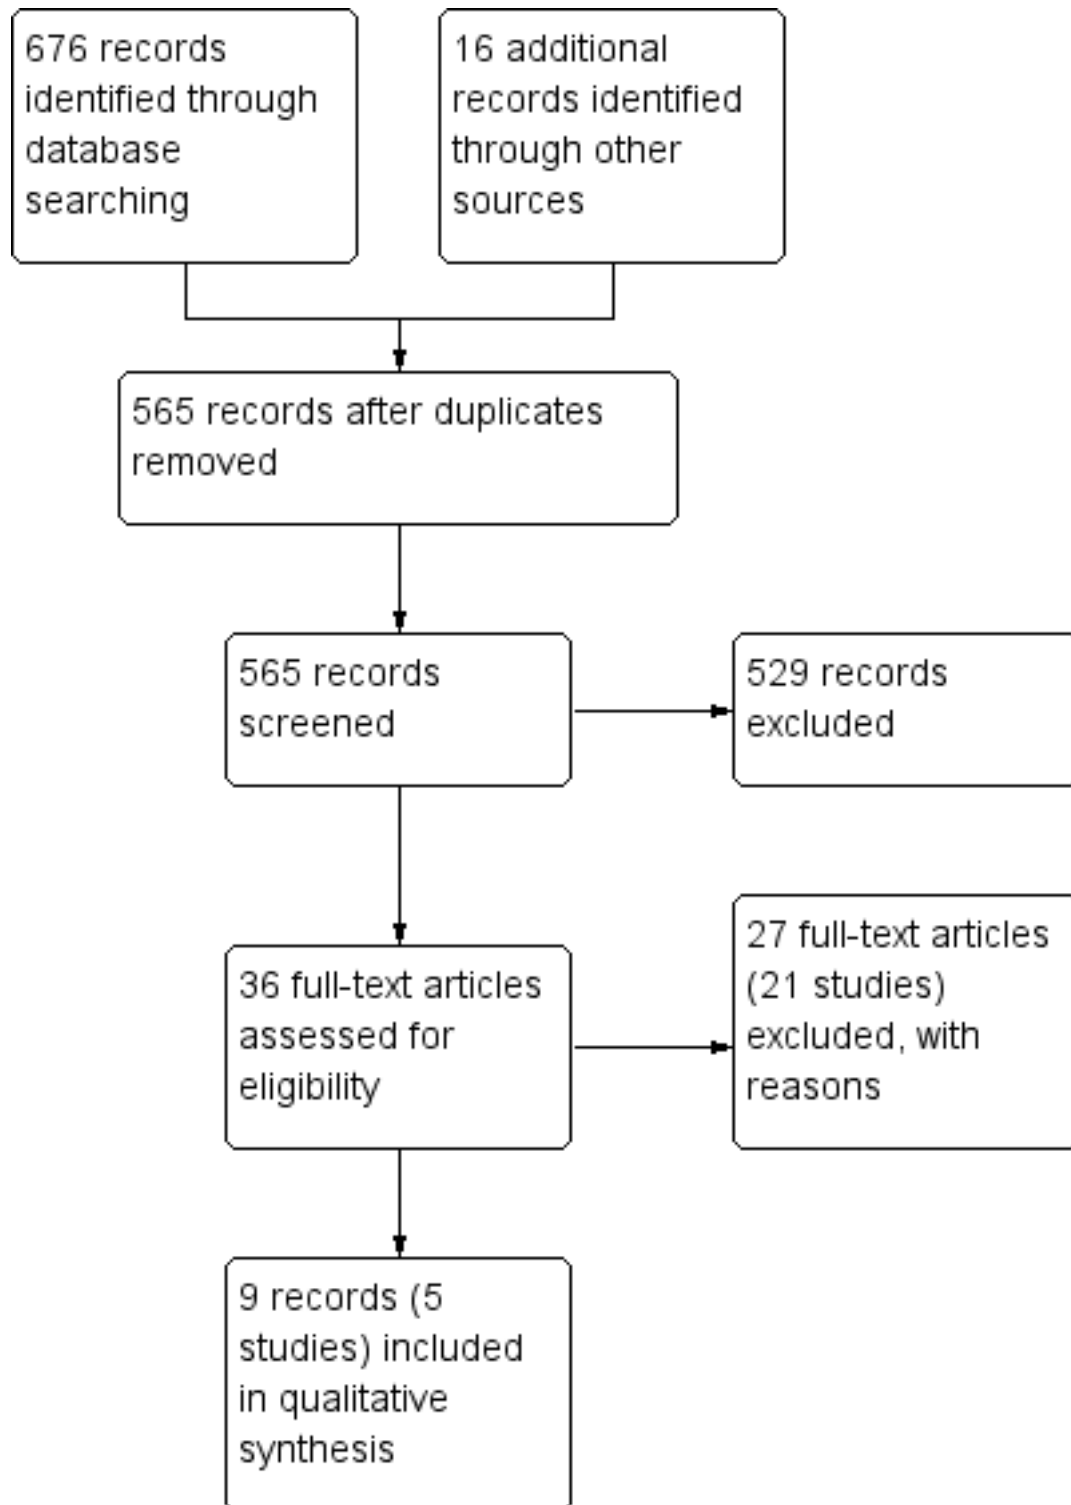 676 records
identified through
database
searching
16 additional
records identified
through other
sources
565 records after duplicates
removed
565 records
screened
529 records
excluded
36 full-text articles
assessed for
eligibility
27 full-text articles
(21 studies)
excluded, with
reasons
9 records (5
studies) included
in qualitative
synthesis